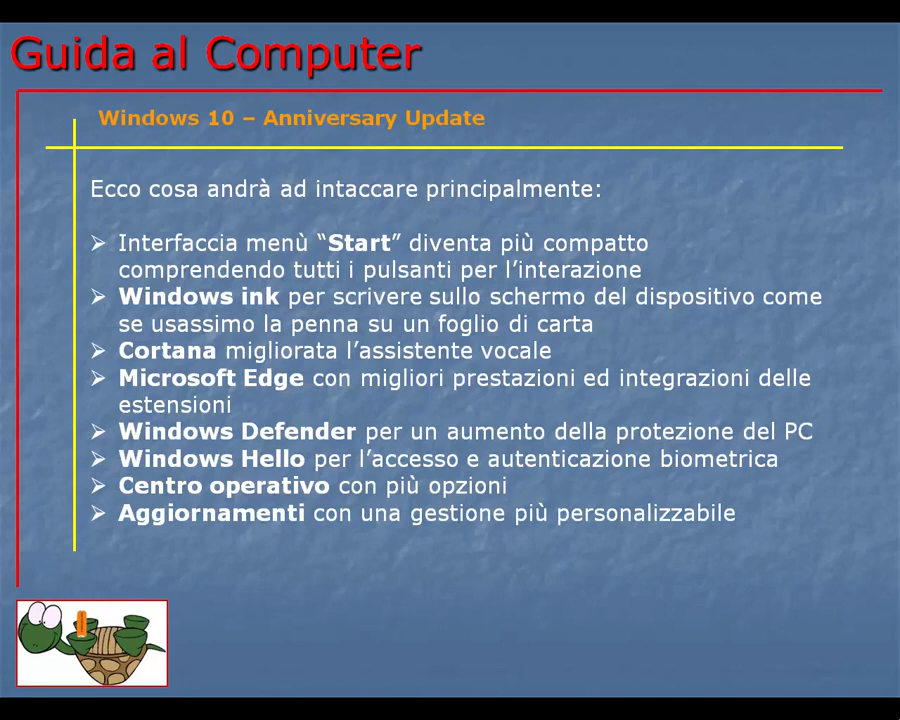 Guida al Computer
Windows 10 – Anniversary Update
Ecco cosa andrà ad intaccare principalmente:
➢ Interfaccia menù “Start” diventa più compatto
comprendendo tutti i pulsanti per l’interazione
➢ Windows ink per scrivere sullo schermo del dispositivo come
se usassimo la penna su un foglio di carta
➢ Cortana migliorata l’assistente vocale
➢ Microsoft Edge con migliori prestazioni ed integrazioni delle
estensioni
➢ Windows Defender per un aumento della protezione del PC
➢ Windows Hello per l’accesso e autenticazione biometrica
➢ Centro operativo con più opzioni
➢ Aggiornamenti con una gestione più personalizzabile